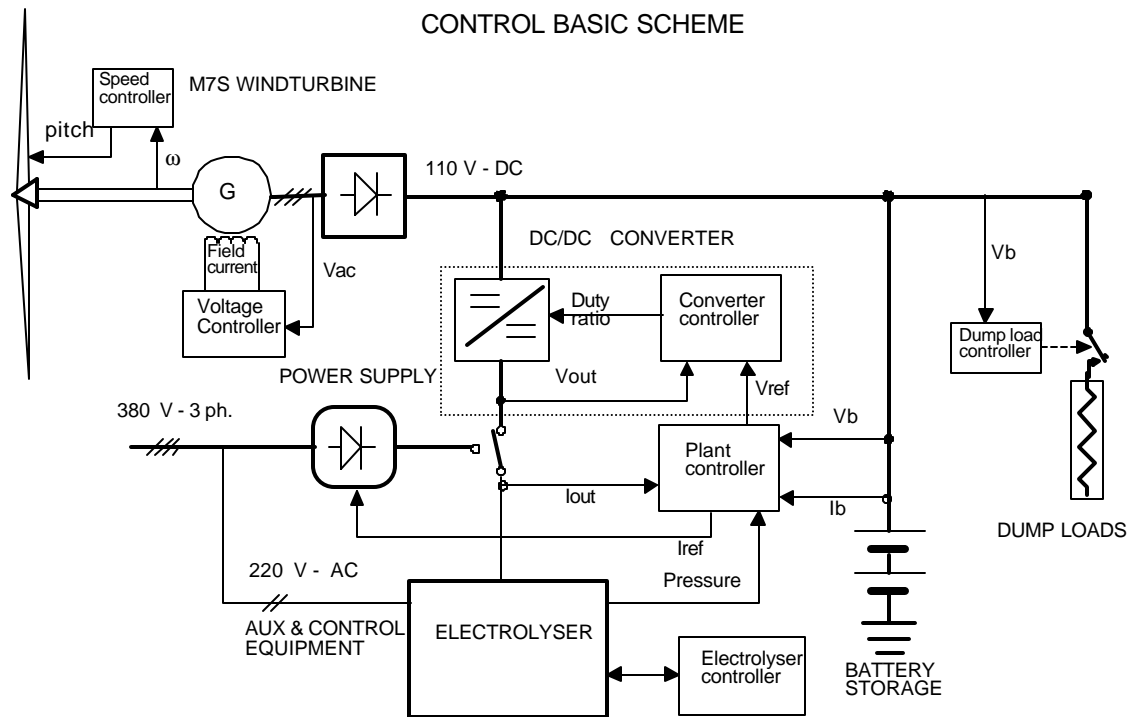 CONTROL BASIC SCHEME
Speed
controller
M7S WINDTURBINE
pitch
ω
G
110 V - DC
Field
current
Vac
Voltage
Controller
DC/DC CONVERTER
Duty
ratio
Converter
controller
Vb
Dump load
controller
POWER SUPPLY
Vout
Vref
380 V - 3 ph.
Vb
Plant
controller
Iout
Ib
DUMP LOADS
Iref
220 V - AC
Pressure
AUX & CONTROL
EQUIPMENT
ELECTROLYSER
Electrolyser
controller
BATTERY
STORAGE